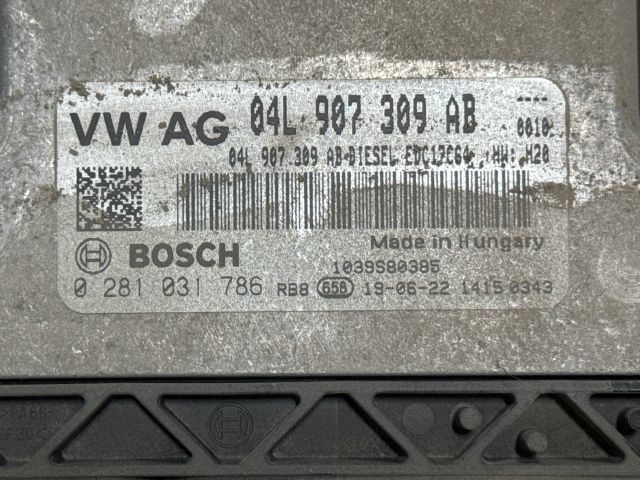 VW AG 04L 907 309 AB ----
0010
04L 907 309 AB DIESEL EDC17C64 HW: H20
Made in Hungary
BOSCH
1039S80385
0 281 031 786 RB8 656 19-06-22 1415 0343
>PA66-